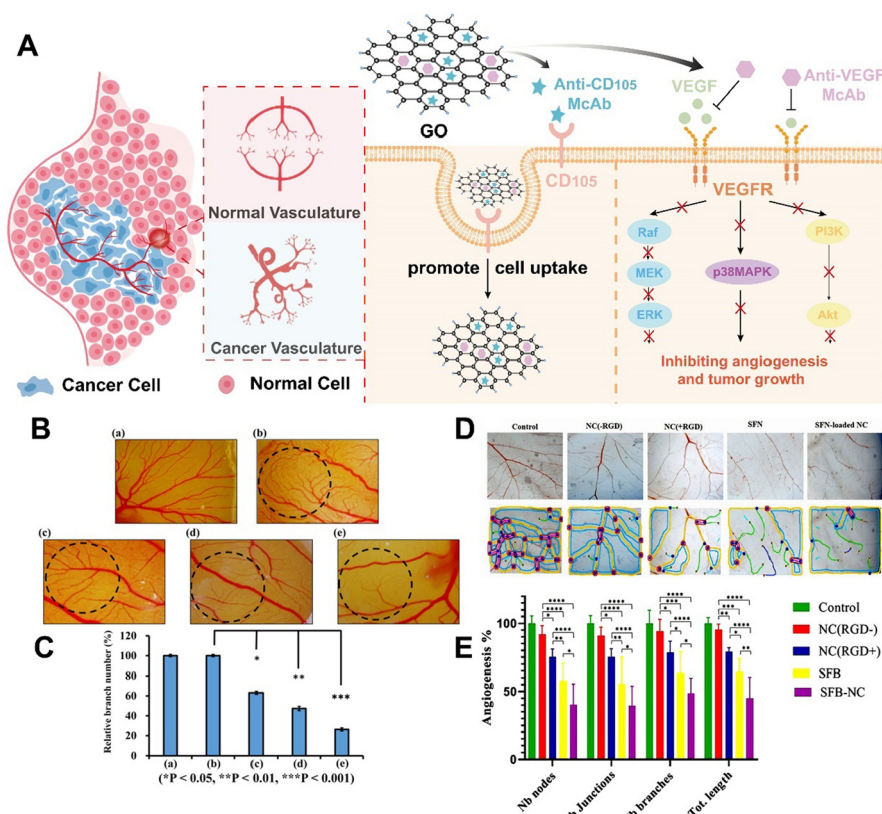 A
GO
Anti-CD105
McAb
VEGF
Anti-VEGF
McAb
CD105
VEGFR
Normal Vasculature
Cancer Vasculature
promote cell uptake
Raf
MEK
ERK
p38MAPK
PI3K
Akt
Inhibiting angiogenesis
and tumor growth
Cancer Cell
Normal Cell
B
(a)
(b)
(c)
(d)
(e)
C
Relative branch number (%)
120
100
80
60
40
20
0
*
**
***
(a) (b) (c) (d) (e)
(*P < 0.05, **P < 0.01, ***P < 0.001)
D
Control
NC(-RGD)
NC(+RGD)
SFN
SFN-loaded NC
E
Angiogenesis %
100
50
0
**** **** **** ****
**** **** *** ***
* * * **
**** **** **** ****
** ** * *
* * * **
Nb nodes
Junctions
branches
Tot. length
Control
NC(RGD-)
NC(RGD+)
SFB
SFB-NC